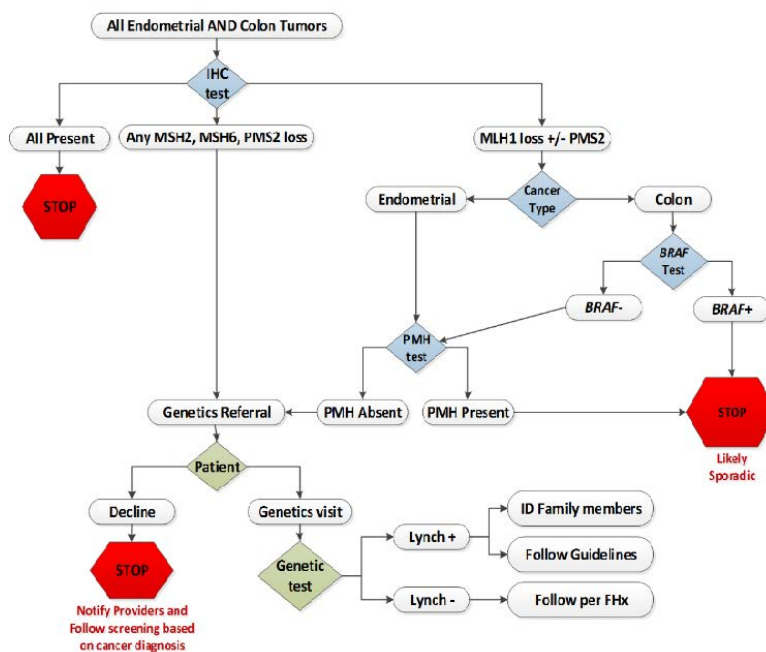 All Endometrial AND Colon Tumors
IHC
test
All Present
Any MSH2, MSH6, PMS2 loss
MLH1 loss +/- PMS2
STOP
Endometrial
Cancer
Type
Colon
BRAF
Test
BRAF-
BRAF+
PMH
test
Genetics Referral
PMH Absent
PMH Present
STOP
Likely
Sporadic
Patient
Decline
Genetics visit
ID Family members
STOP
Genetic
test
Lynch +
Follow Guidelines
Lynch -
Follow per FHx
Notify Providers and
Follow screening based
on cancer diagnosis